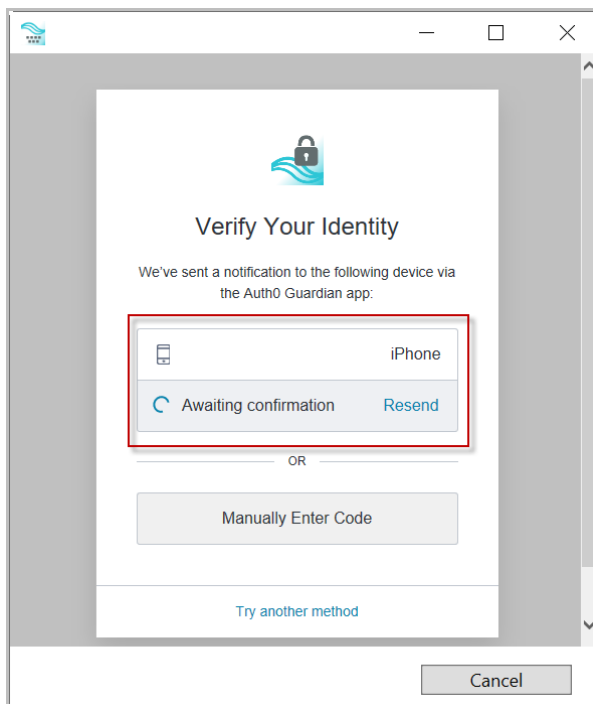 Verify Your Identity
We've sent a notification to the following device via
the Auth0 Guardian app:
iPhone
Awaiting confirmation Resend
OR
Manually Enter Code
Try another method
Cancel